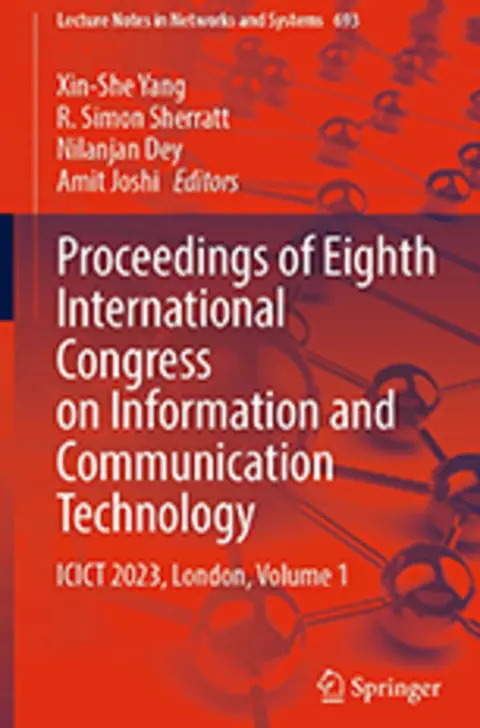 Lecture Notes in Networks and Systems 693
Xin-She Yang
R. Simon Sherratt
Nilanjan Dey
Amit Joshi Editors
Proceedings of Eighth
International
Congress
on Information and
Communication
Technology
ICICT 2023, London, Volume 1
Springer